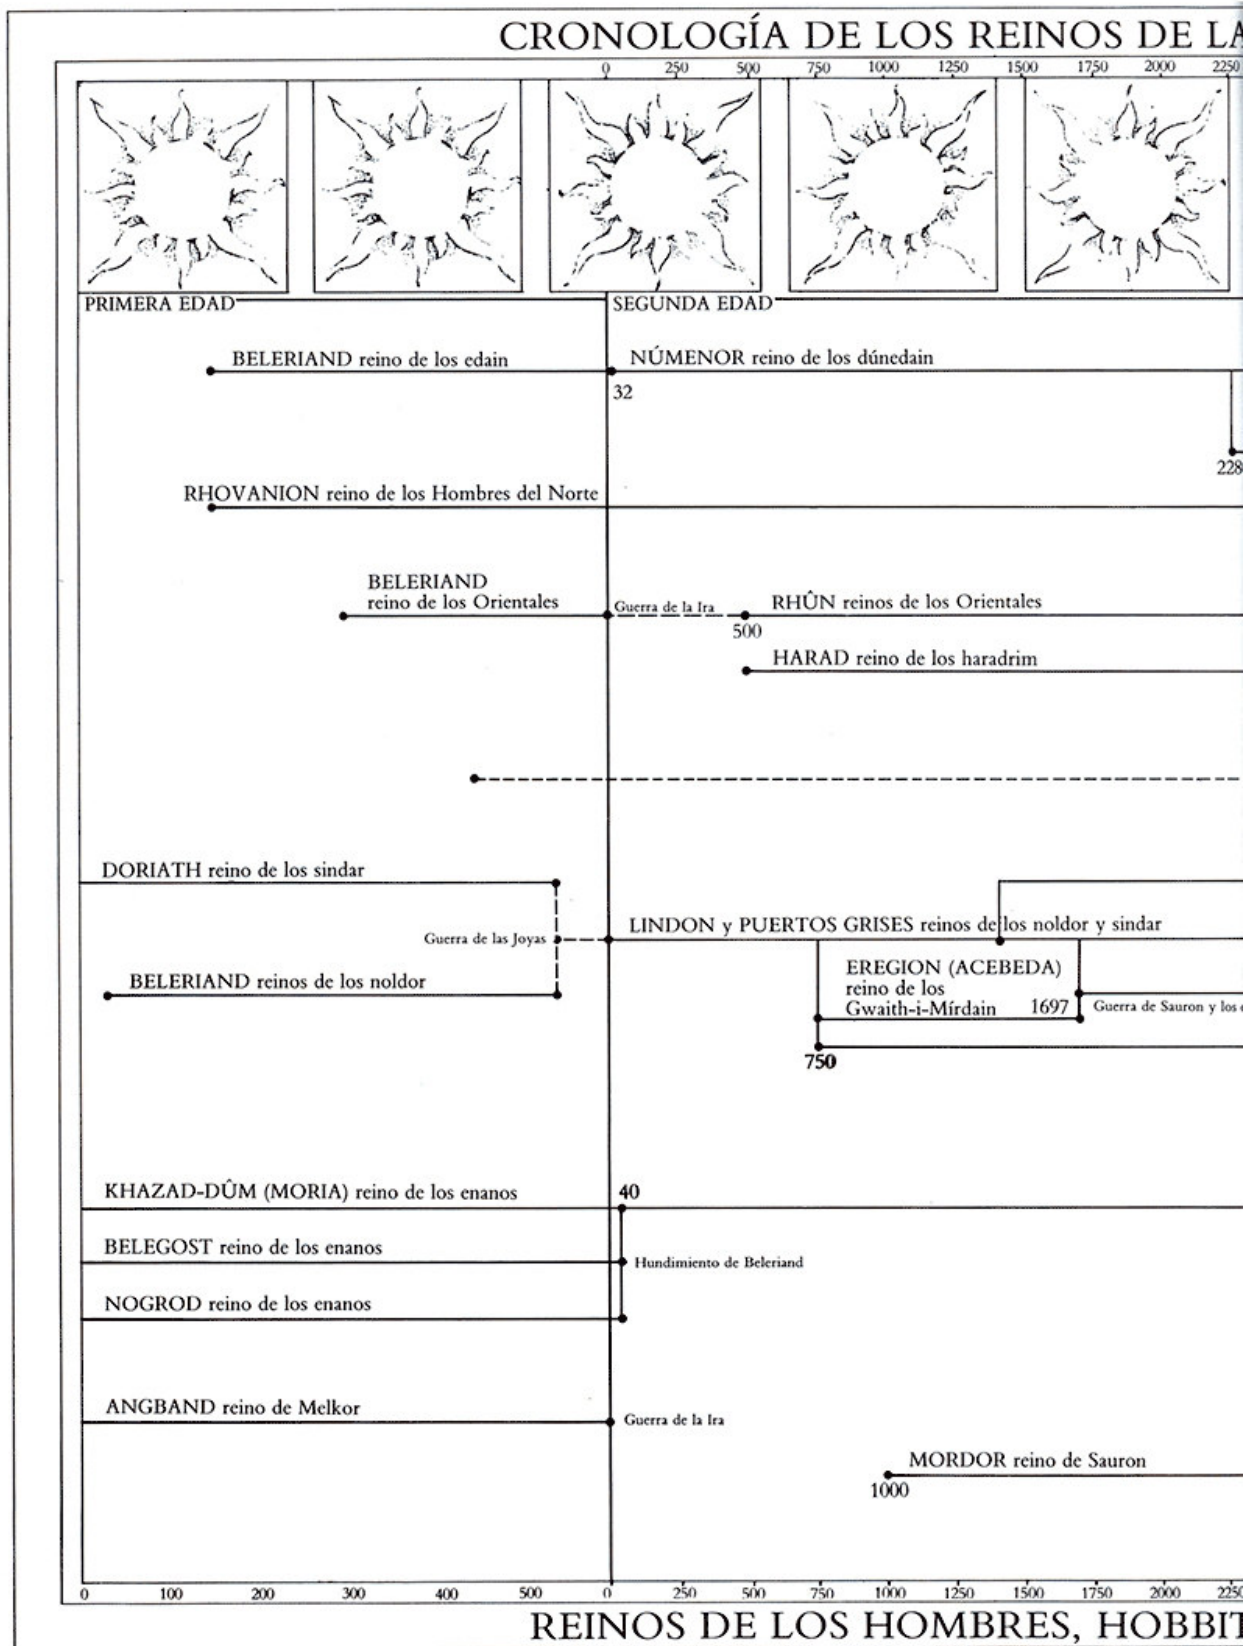 CRONOLOGÍA DE LOS REINOS DE LA
0 250 500 750 1000 1250 1500 1750 2000 2250
PRIMERA EDAD
SEGUNDA EDAD
BELERIAND reino de los edain
NÚMENOR reino de los dúnedain
32
228
RHOVANION reino de los Hombres del Norte
BELERIAND
reino de los Orientales
Guerra de la Ira
RHÛN reinos de los Orientales
500
HARAD reino de los haradrim
DORIATH reino de los sindar
LINDON y PUERTOS GRISES reinos de los noldor y sindar
Guerra de las Joyas
BELERIAND reinos de los noldor
EREGION (ACEBEDA)
reino de los
Gwaith-i-Mírdain 1697
Guerra de Sauron y los
750
KHAZAD-DÛM (MORIA) reino de los enanos
40
BELEGOST reino de los enanos
Hundimiento de Beleriand
NOGROD reino de los enanos
ANGBAND reino de Melkor
Guerra de la Ira
MORDOR reino de Sauron
1000
0 100 200 300 400 500 0 250 500 750 1000 1250 1500 1750 2000 2250
REINOS DE LOS HOMBRES, HOBBIT